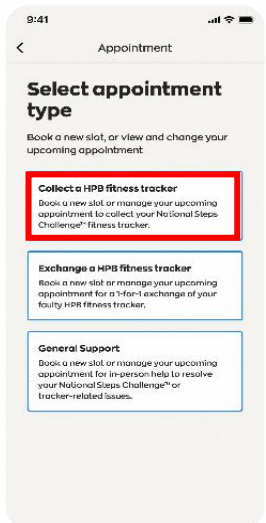 9:41
Appointment
Select appointment
type
Book a new slot, or view and change your
upcoming appointment
Collect a HPB fitness tracker
Book a new slot or manage your upcoming
appointment to collect your National Steps
Challenge™ fitness tracker.
Exchange a HPB fitness tracker
Book a new slot or manage your upcoming
appointment for a 1-for-1 exchange of your
faulty HPB fitness tracker.
General Support
Book a new slot or manage your upcoming
appointment for in-person help to resolve
your National Steps Challenge™ or
tracker-related issues.